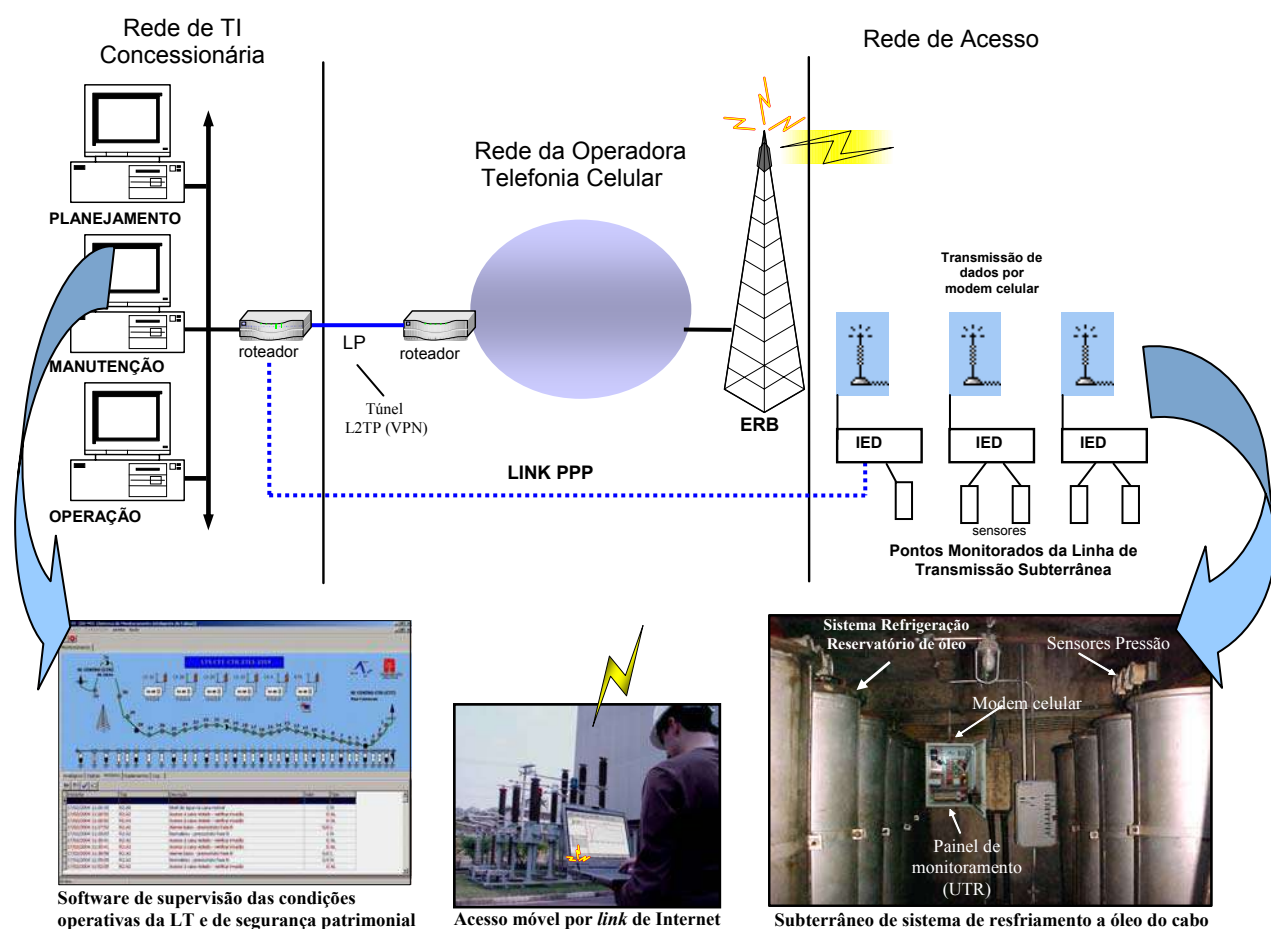 Rede de TI
Concessionária
Rede de Acesso
Rede da Operadora
Telefonia Celular
PLANEJAMENTO
MANUTENÇÃO
OPERAÇÃO
roteador
LP
roteador
Túnel
L2TP (VPN)
ERB
LINK PPP
Transmissão de
dados por
modem celular
IED
IED
IED
sensores
Pontos Monitorados da Linha de
Transmissão Subterrânea
Sistema Refrigeração
Reservatório de óleo
Sensores Pressão
Modem celular
Painel de
monitoramento
(UTR)
Software de supervisão das condições
operativas da LT e de segurança patrimonial
Acesso móvel por link de Internet
Subterrâneo de sistema de resfriamento a óleo do cabo